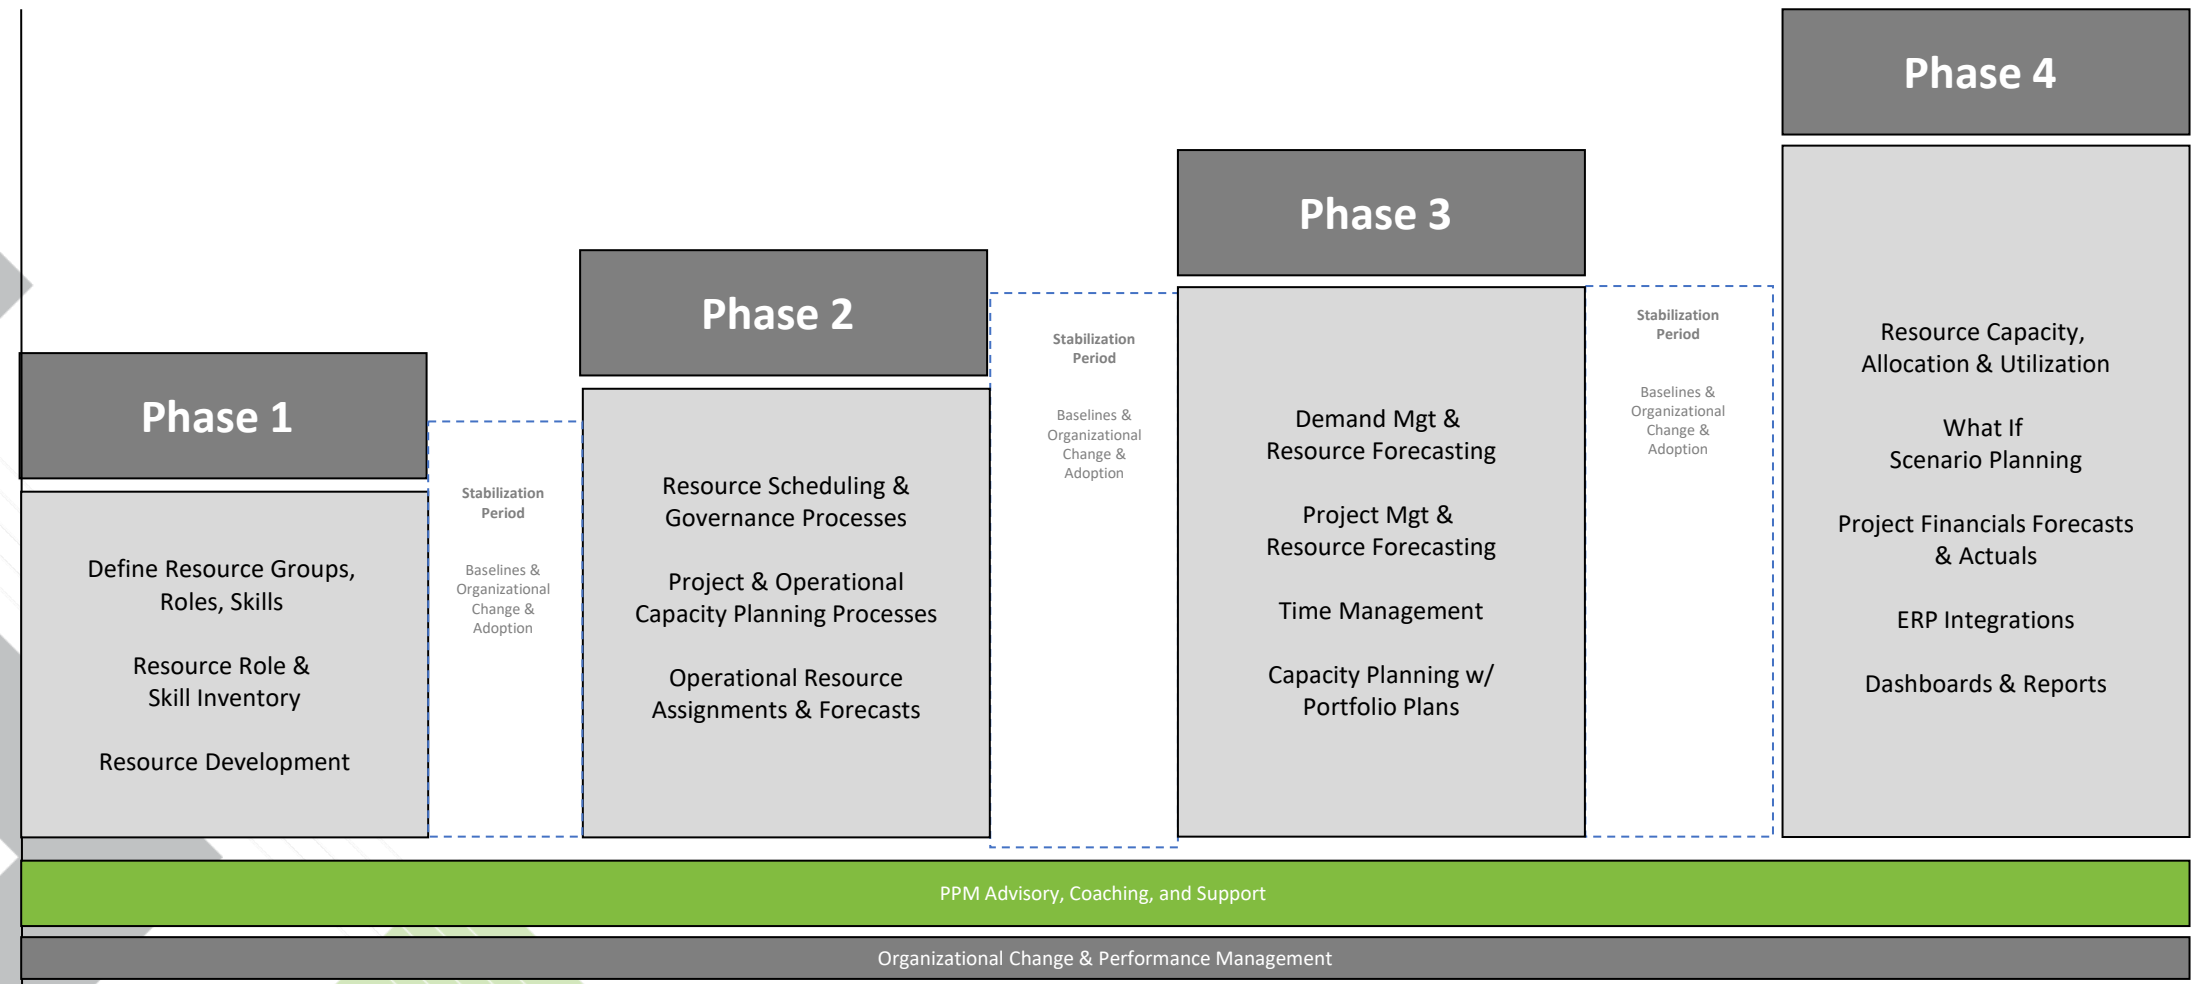 Phase 1
Define Resource Groups,
Roles, Skills
Resource Role &
Skill Inventory
Resource Development
Stabilization
Period
Baselines &
Organizational
Change &
Adoption
Phase 2
Resource Scheduling &
Governance Processes
Project & Operational
Capacity Planning Processes
Operational Resource
Assignments & Forecasts
Stabilization
Period
Baselines &
Organizational
Change &
Adoption
Phase 3
Demand Mgt &
Resource Forecasting
Project Mgt &
Resource Forecasting
Time Management
Capacity Planning w/
Portfolio Plans
Stabilization
Period
Baselines &
Organizational
Change &
Adoption
Phase 4
Resource Capacity,
Allocation & Utilization
What If
Scenario Planning
Project Financials Forecasts
& Actuals
ERP Integrations
Dashboards & Reports
PPM Advisory, Coaching, and Support
Organizational Change & Performance Management